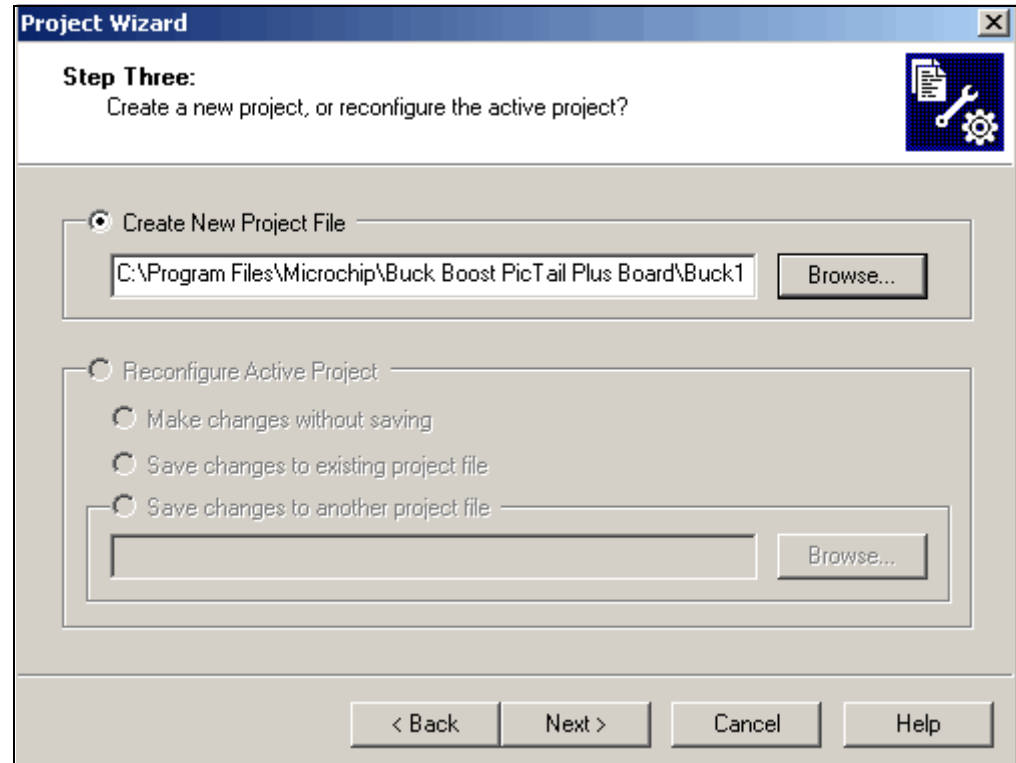 Project Wizard
Step Three:
Create a new project, or reconfigure the active project?
Create New Project File
C:\Program Files\Microchip\Buck Boost PicTail Plus Board\Buck1
Browse...
Reconfigure Active Project
Make changes without saving
Save changes to existing project file
Save changes to another project file
Browse...
< Back Next > Cancel Help